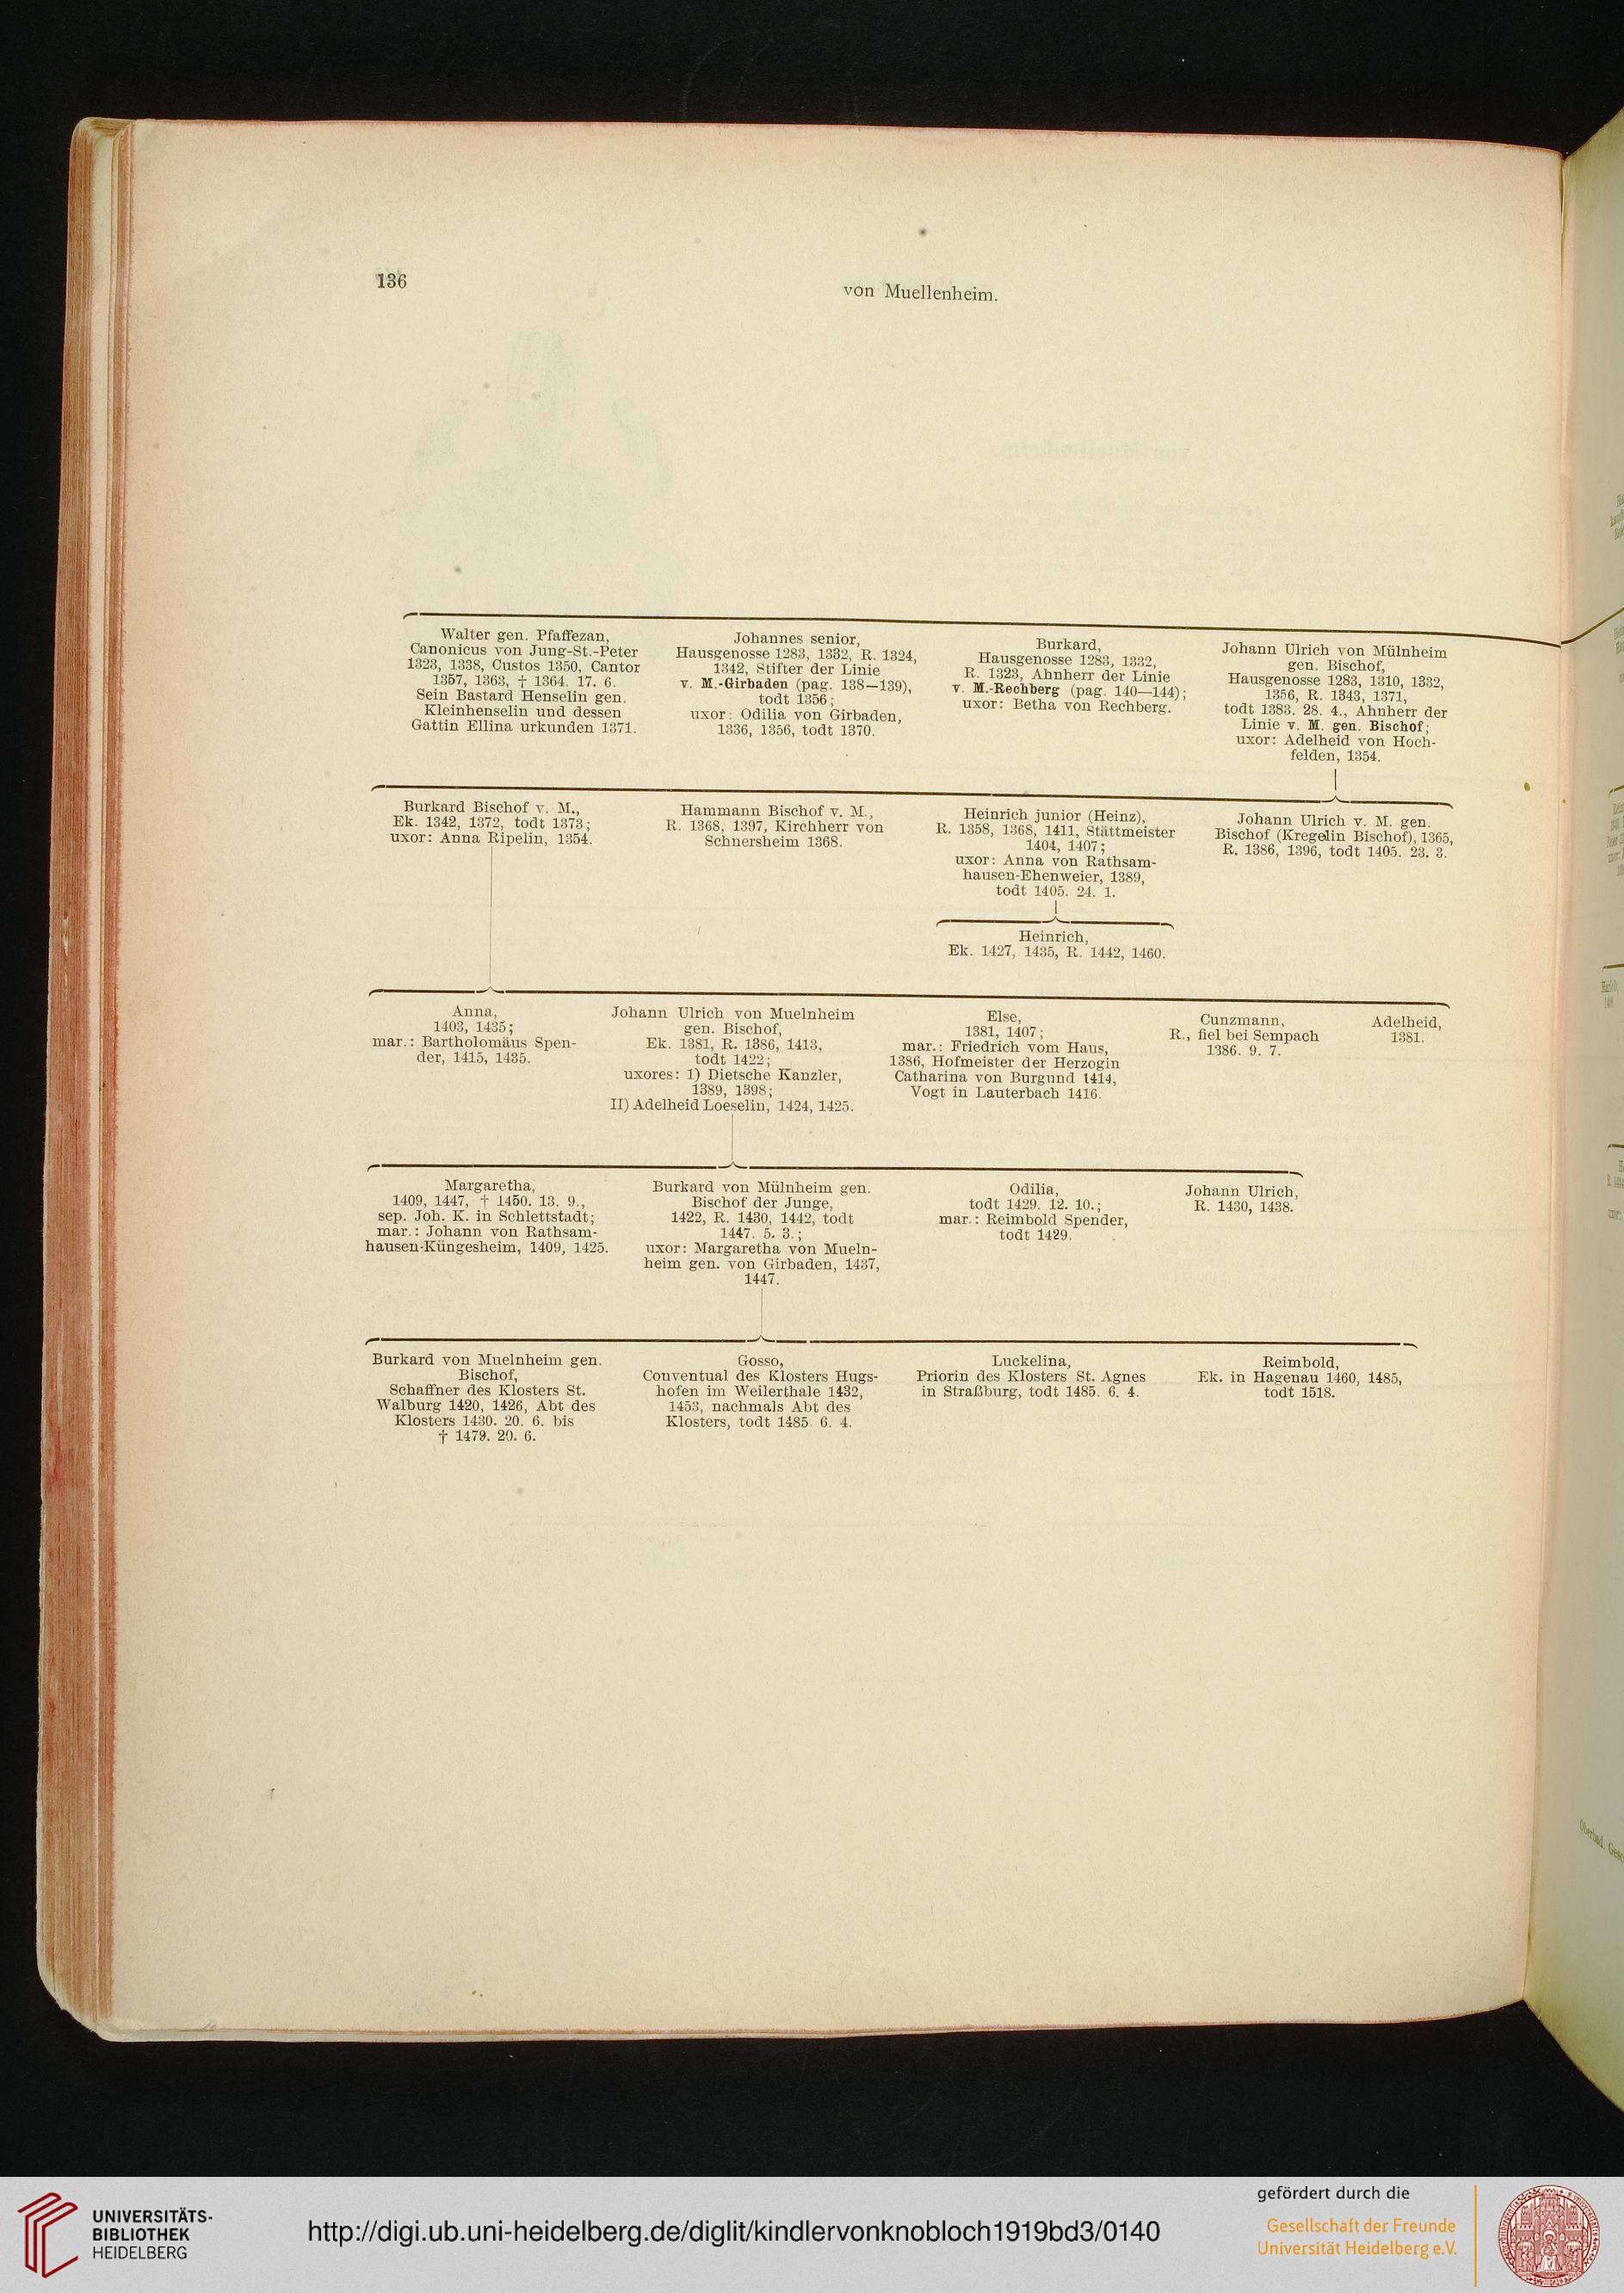 136
von Muellenheim.
Walter gen. Pfaffezan,
Canonicus von Jung-St.-Peter
1323, 1338, Custos 1350, Cantor
1357, 1363, † 1364. 17. 6.
Sein Bastard Henselin gen.
Kleinhenselin und dessen
Gattin Ellina urkunden 1371.
Johannes senior,
Hausgenosse 1283, 1332, R. 1324,
1342, Stifter der Linie
v. M.-Girbaden (pag. 138—139),
todt 1356;
uxor: Odilia von Girbaden,
1336, 1356, todt 1370.
Burkard,
Hausgenosse 1283, 1332,
R. 1323, Ahnherr der Linie
v. M.-Rechberg (pag. 140—144);
uxor: Betha von Rechberg.
Johann Ulrich von Mülnheim
gen. Bischof,
Hausgenosse 1283, 1310, 1332,
1356, R. 1343, 1371,
todt 1383. 28. 4., Ahnherr der
Linie v. M. gen. Bischof;
uxor: Adelheid von Hoch-
felden, 1354.
Burkard Bischof v. M.,
Ek. 1342, 1372, todt 1373;
uxor: Anna Ripelin, 1354.
Hammann Bischof v. M.,
R. 1368, 1397, Kirchherr von
Schnersheim 1368.
Heinrich junior (Heinz),
R. 1358, 1368, 1411, Stättmeister
1404, 1407;
uxor: Anna von Rathsam-
hausen-Ehenweier, 1389,
todt 1405. 24. 1.
Johann Ulrich v. M. gen.
Bischof (Kregelin Bischof), 1365,
R. 1386, 1396, todt 1405. 23. 3.
Heinrich,
Ek. 1427, 1435, R. 1442, 1460.
Anna,
1403, 1435;
mar.: Bartholomäus Spen-
der, 1415, 1435.
Johann Ulrich von Muelnheim
gen. Bischof,
Ek. 1381, R. 1386, 1413,
todt 1422;
uxores: 1) Dietsche Kanzler,
1389, 1398;
II) Adelheid Loeselin, 1424, 1425.
Else,
1381, 1407;
mar.: Friedrich vom Haus,
1386, Hofmeister der Herzogin
Catharina von Burgund 1414,
Vogt in Lauterbach 1416.
Cunzmann,
R., fiel bei Sempach
1386. 9. 7.
Adelheid,
1381.
Margaretha,
1409, 1447, † 1450. 13. 9.,
sep. Joh. K. in Schlettstadt;
mar.: Johann von Rathsam-
hausen-Küngesheim, 1409, 1425.
Burkard von Mülnheim gen.
Bischof der Junge,
1422, R. 1430, 1442, todt
1447. 5. 3.;
uxor: Margaretha von Mueln-
heim gen. von Girbaden, 1437,
1447.
Odilia,
todt 1429. 12. 10.;
mar.: Reimbold Spender,
todt 1429.
Johann Ulrich,
R. 1430, 1438.
Burkard von Muelnheim gen.
Bischof,
Schaffner des Klosters St.
Walburg 1420, 1426, Abt des
Klosters 1430. 20. 6. bis
† 1479. 20. 6.
Gosso,
Conventual des Klosters Hugs-
hofen im Weilerthale 1432,
1453, nachmals Abt des
Klosters, todt 1485. 6. 4.
Luckelina,
Priorin des Klosters St. Agnes
in Straßburg, todt 1485. 6. 4.
Reimbold,
Ek. in Hagenau 1460, 1485,
todt 1518.
UNIVERSITÄTS-
BIBLIOTHEK
HEIDELBERG
http://digi.ub.uni-heidelberg.de/diglit/kindlervonknobloch1919bd3/0140
gefördert durch die
Gesellschaft der Freunde
Universität Heidelberg e.V.